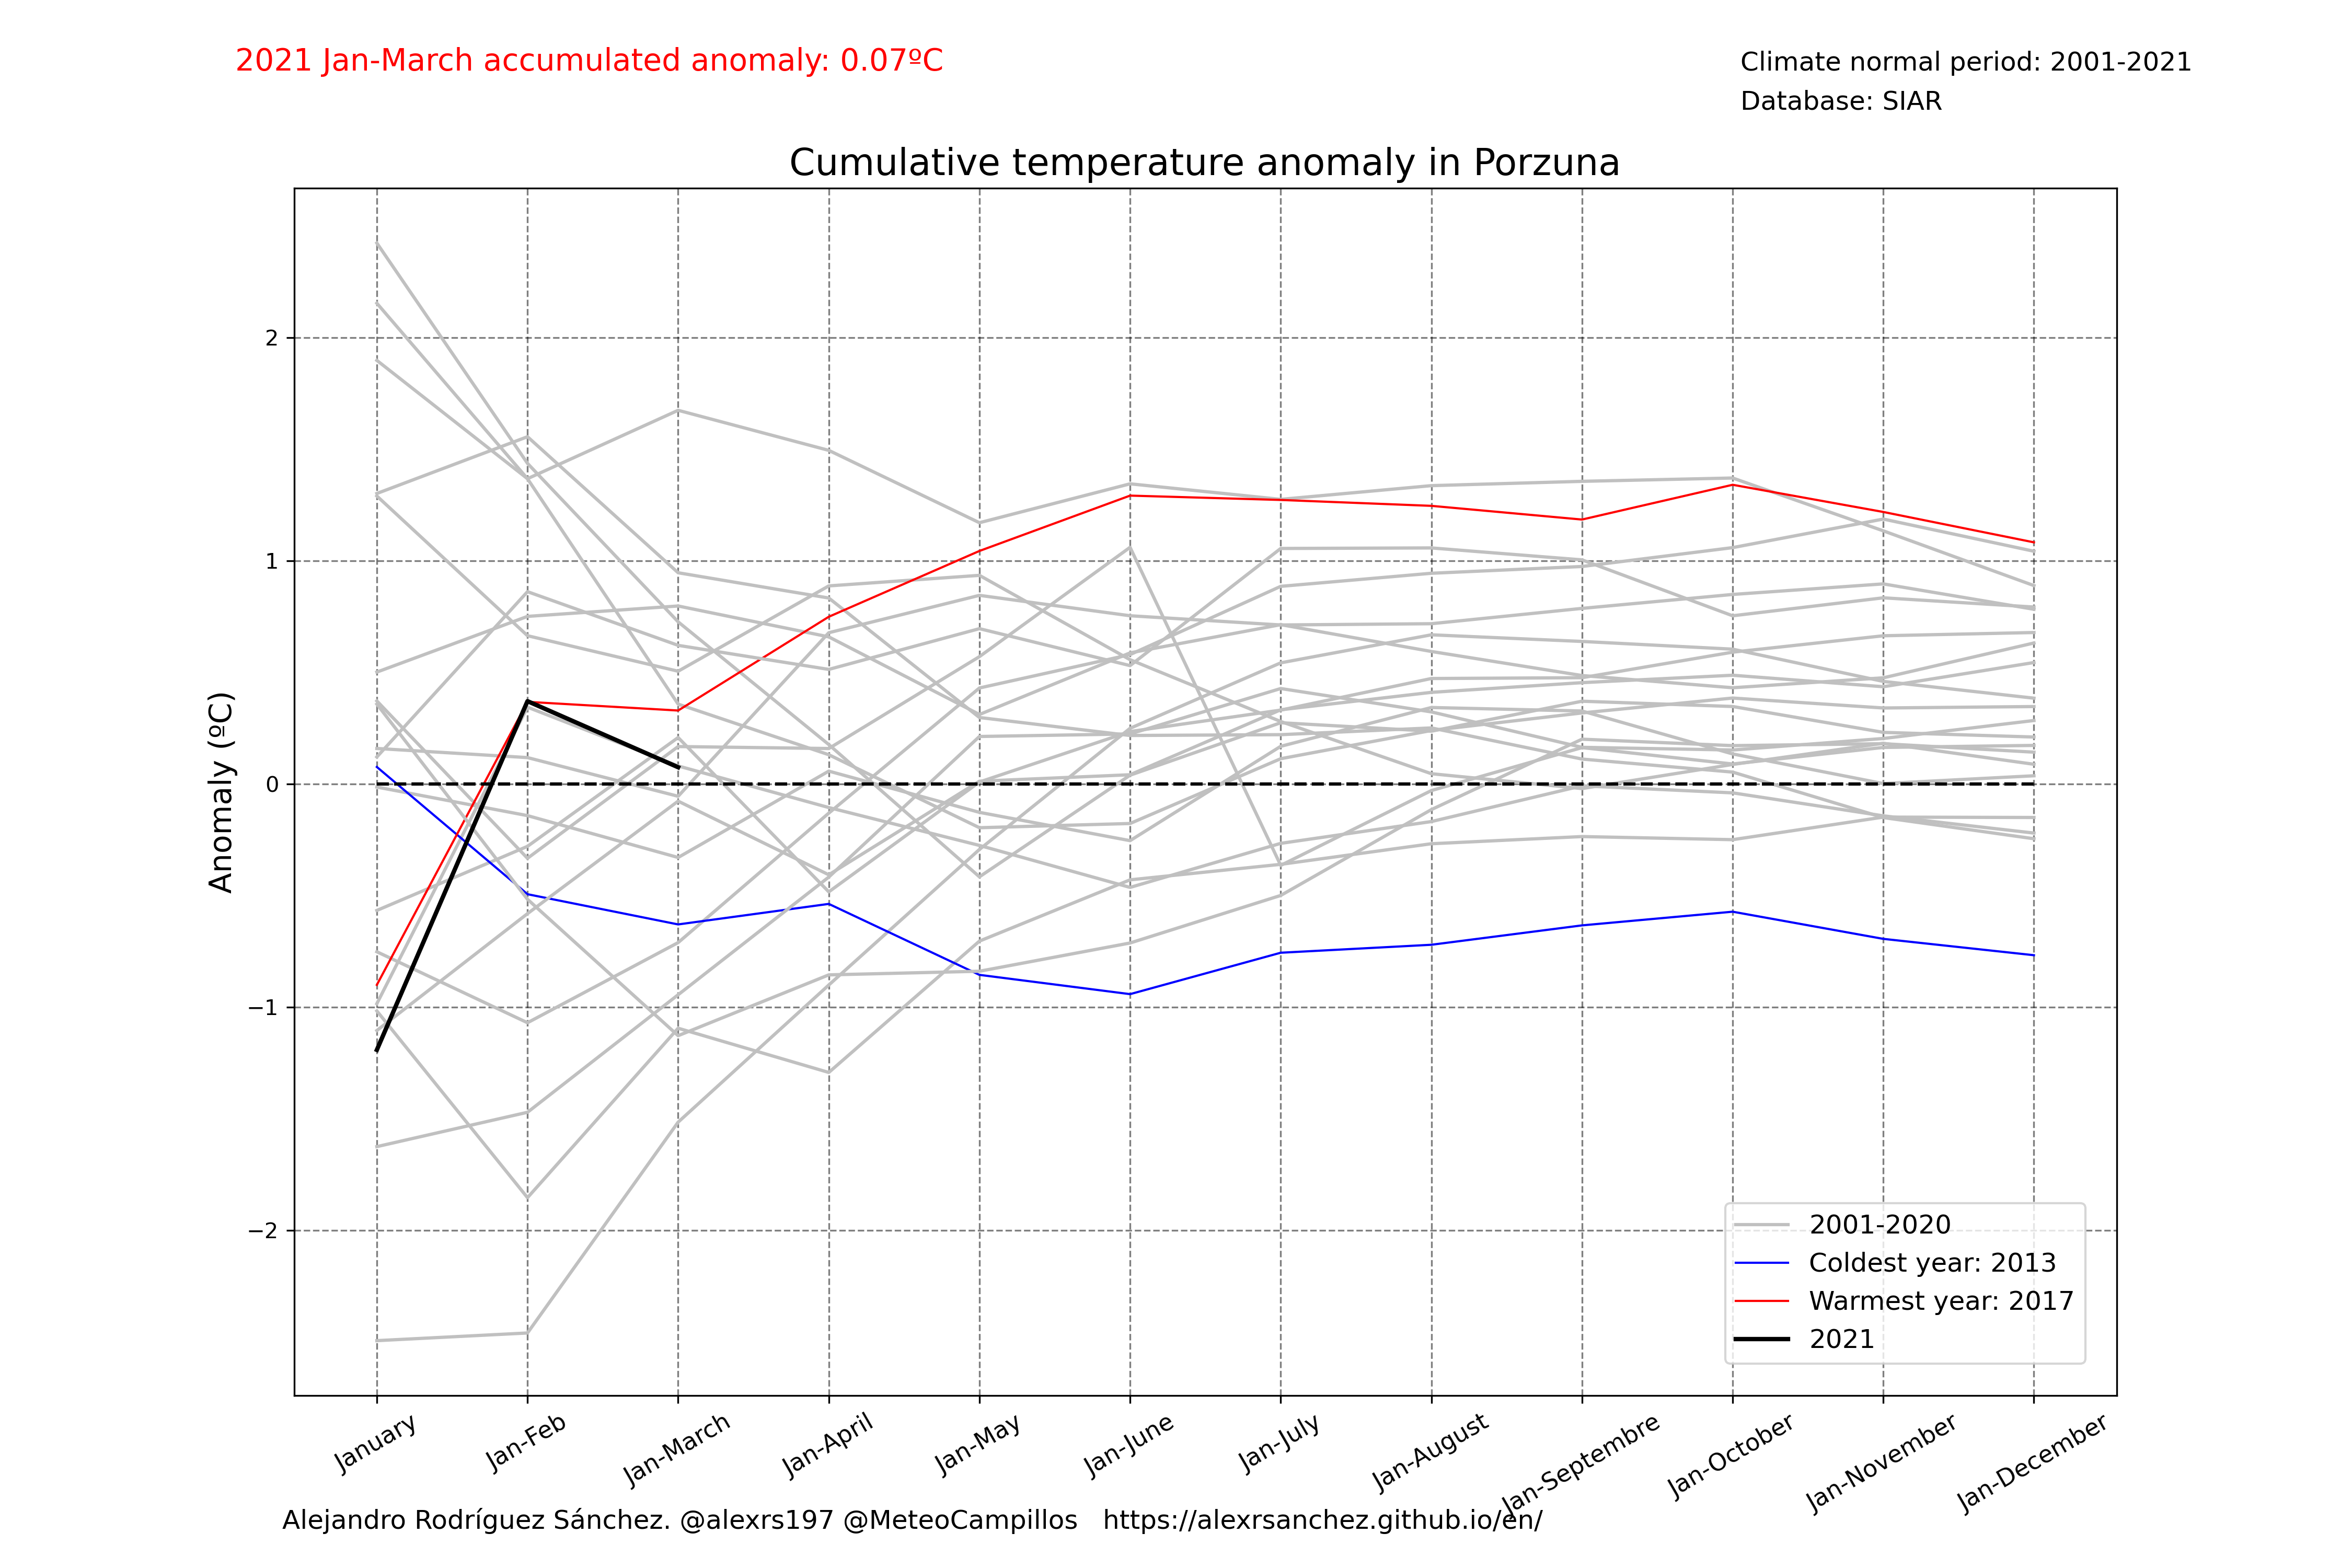 2021 Jan-March accumulated anomaly: 0.07ºC
Climate normal period: 2001-2021
Database: SIAR
Cumulative temperature anomaly in Porzuna
Anomaly (ºC)
2
1
0
−1
−2
2001-2020
Coldest year: 2013
Warmest year: 2017
2021
January
Jan-Feb
Jan-March
Jan-April
Jan-May
Jan-June
Jan-July
Jan-August
Jan-Septembre
Jan-October
Jan-November
Jan-December
Alejandro Rodríguez Sánchez. @alexrs197 @MeteoCampillos https://alexrsanchez.github.io/en/